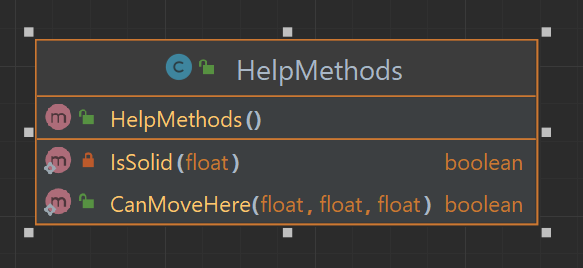 C HelpMethods
m HelpMethods()
m IsSolid(float) boolean
m CanMoveHere(float, float, float) boolean